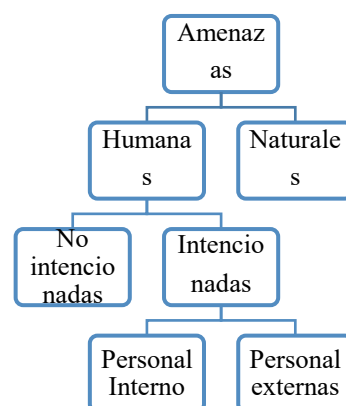 Amenaz
as
Humana
s
Naturale
s
No
intencio
nadas
Intencio
nadas
Personal
Interno
Personal
externas